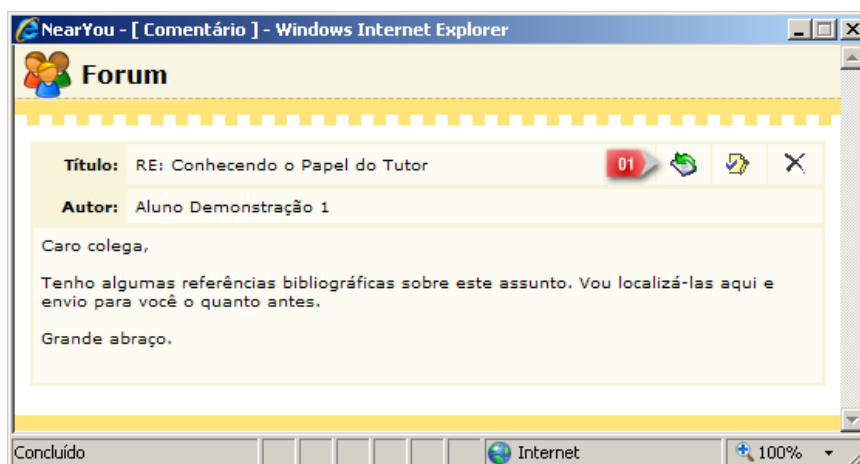 NearYou - [ Comentário ] - Windows Internet Explorer
Forum
Título: RE: Conhecendo o Papel do Tutor 01
Autor: Aluno Demonstração 1
Caro colega,
Tenho algumas referências bibliográficas sobre este assunto. Vou localizá-las aqui e
envio para você o quanto antes.
Grande abraço.
Concluído Internet 100%